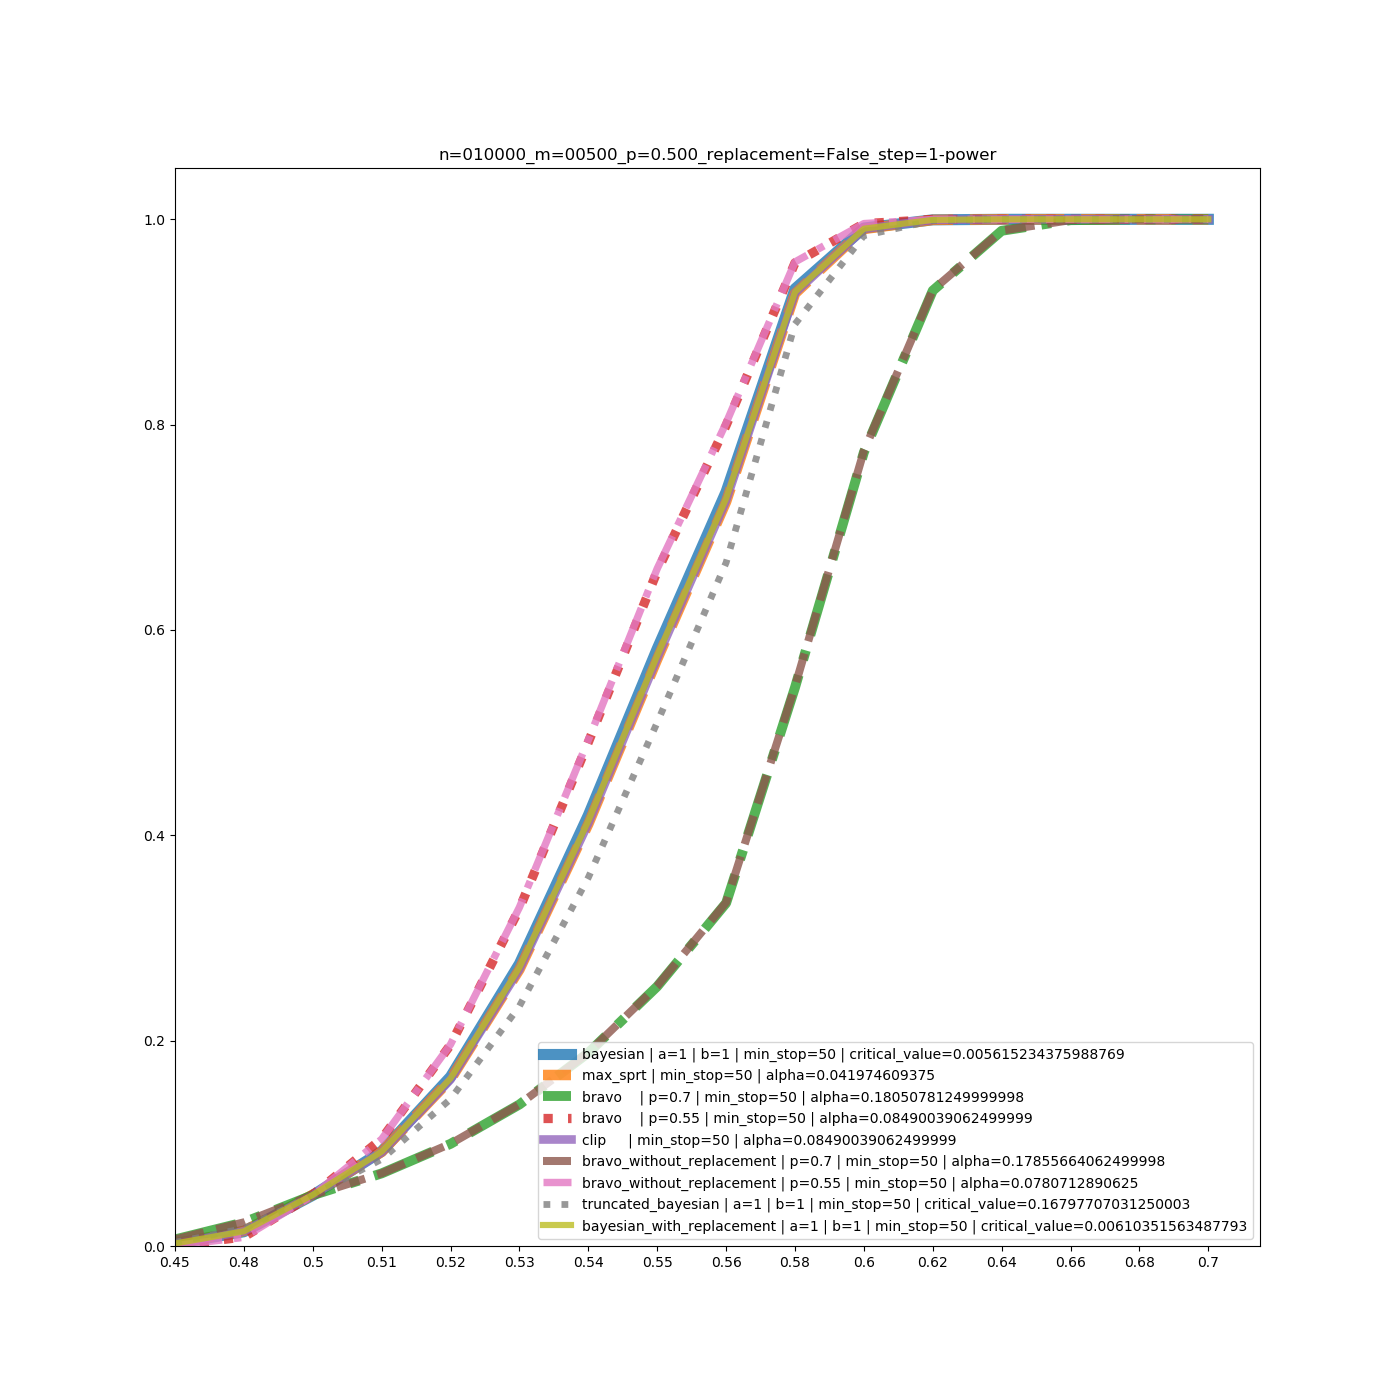 n=010000_m=00500_p=0.500_replacement=False_step=1-power
1.0
0.8
0.6
0.4
0.2
0.0
bayesian | a=1 | b=1 | min_stop=50 | critical_value=0.005615234375988769
max_sprt | min_stop=50 | alpha=0.041974609375
bravo    | p=0.7 | min_stop=50 | alpha=0.18050781249999998
bravo    | p=0.55 | min_stop=50 | alpha=0.08490039062499999
clip     | min_stop=50 | alpha=0.08490039062499999
bravo_without_replacement | p=0.7 | min_stop=50 | alpha=0.17855664062499998
bravo_without_replacement | p=0.55 | min_stop=50 | alpha=0.0780712890625
truncated_bayesian | a=1 | b=1 | min_stop=50 | critical_value=0.16797707031250003
bayesian_with_replacement | a=1 | b=1 | min_stop=50 | critical_value=0.00610351563487793
0.45 0.48 0.5 0.51 0.52 0.53 0.54 0.55 0.56 0.58 0.6 0.62 0.64 0.66 0.68 0.7